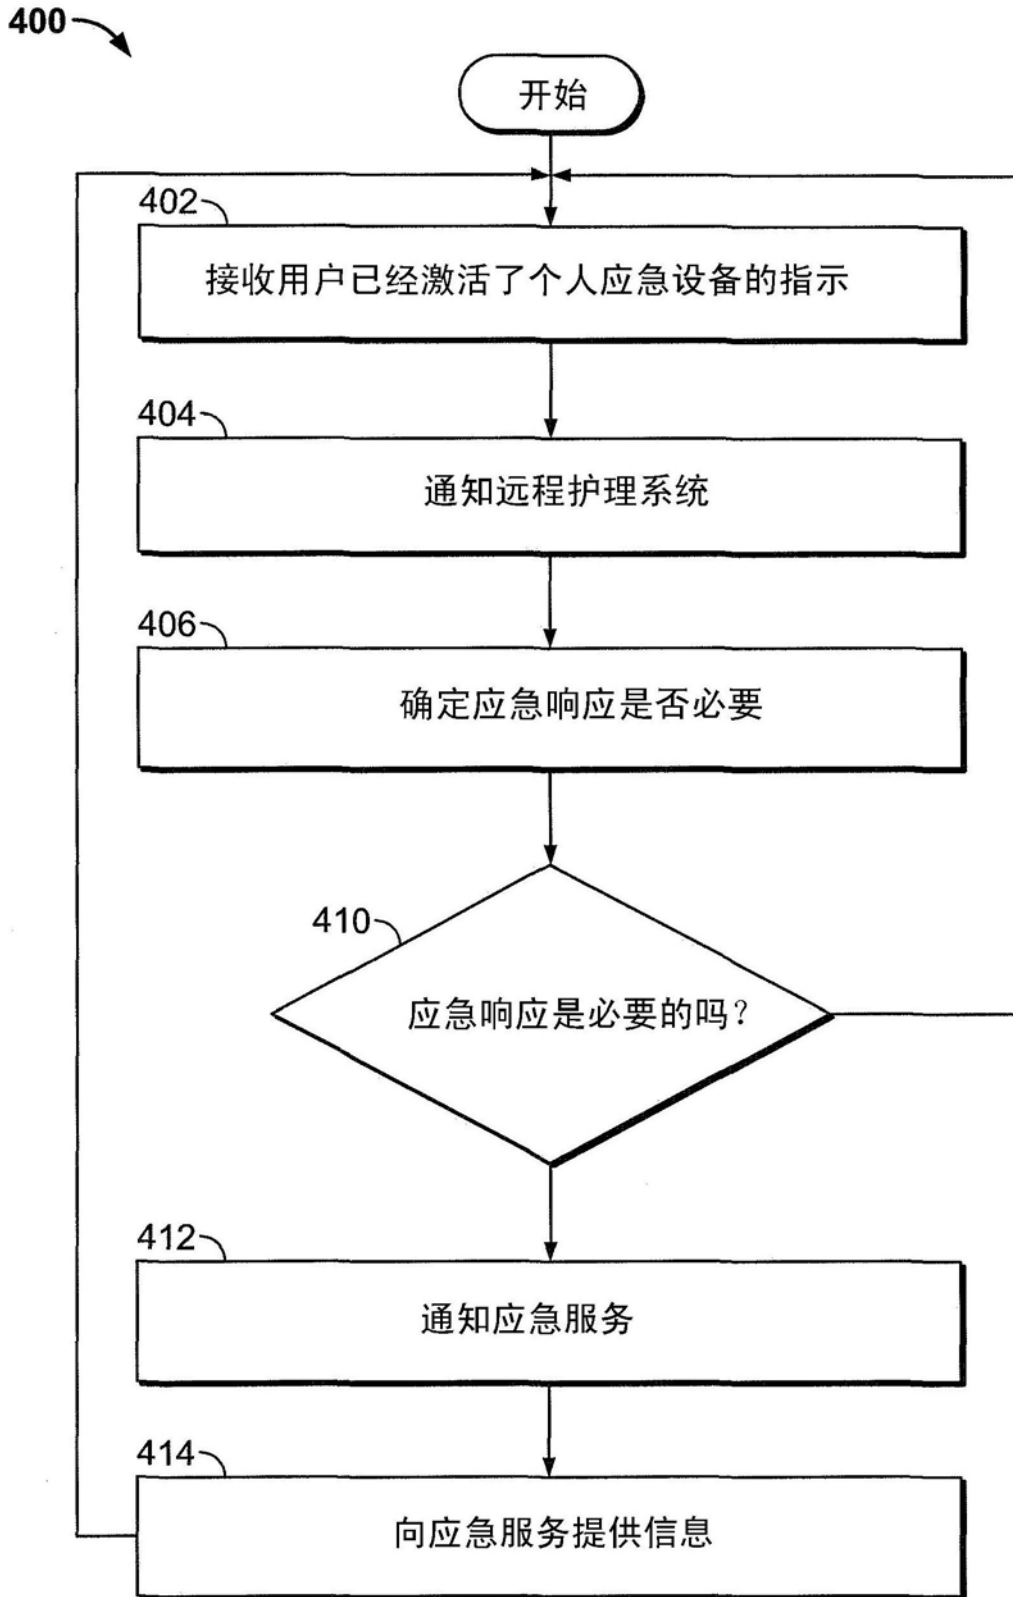 400
开始
402
接收用户已经激活了个人应急设备的指示
404
通知远程护理系统
406
确定应急响应是否必要
410
应急响应是必要的吗？
412
通知应急服务
414
向应急服务提供信息